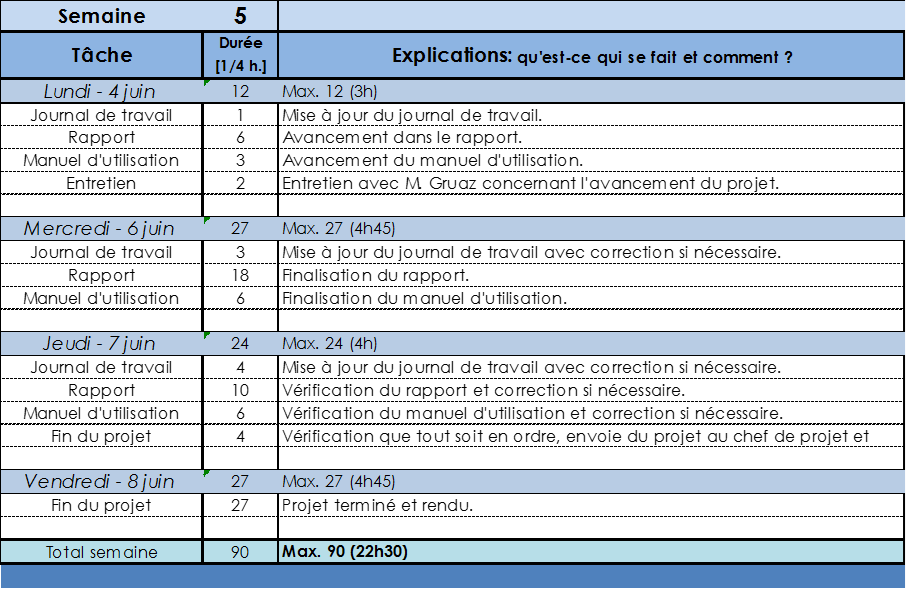 Semaine 5
Tâche Durée [1/4 h.] Explications: qu'est-ce qui se fait et comment ?
Lundi - 4 juin 12 Max. 12 (3h)
Journal de travail 1 Mise à jour du journal de travail.
Rapport 6 Avancement dans le rapport.
Manuel d'utilisation 3 Avancement du manuel d'utilisation.
Entretien 2 Entretien avec M. Gruaz concernant l'avancement du projet.
Mercredi - 6 juin 27 Max. 27 (4h45)
Journal de travail 3 Mise à jour du journal de travail avec correction si nécessaire.
Rapport 18 Finalisation du rapport.
Manuel d'utilisation 6 Finalisation du manuel d'utilisation.
Jeudi - 7 juin 24 Max. 24 (4h)
Journal de travail 4 Mise à jour du journal de travail avec correction si nécessaire.
Rapport 10 Vérification du rapport et correction si nécessaire.
Manuel d'utilisation 6 Vérification du manuel d'utilisation et correction si nécessaire.
Fin du projet 4 Vérification que tout soit en ordre, envoie du projet au chef de projet et
Vendredi - 8 juin 27 Max. 27 (4h45)
Fin du projet 27 Projet terminé et rendu.
Total semaine 90 Max. 90 (22h30)